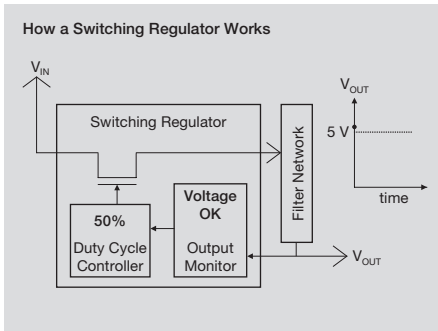 How a Switching Regulator Works
VIN
Switching Regulator
50%
Duty Cycle
Controller
Voltage
OK
Output
Monitor
Filter Network
VOUT
5 V
time
VOUT